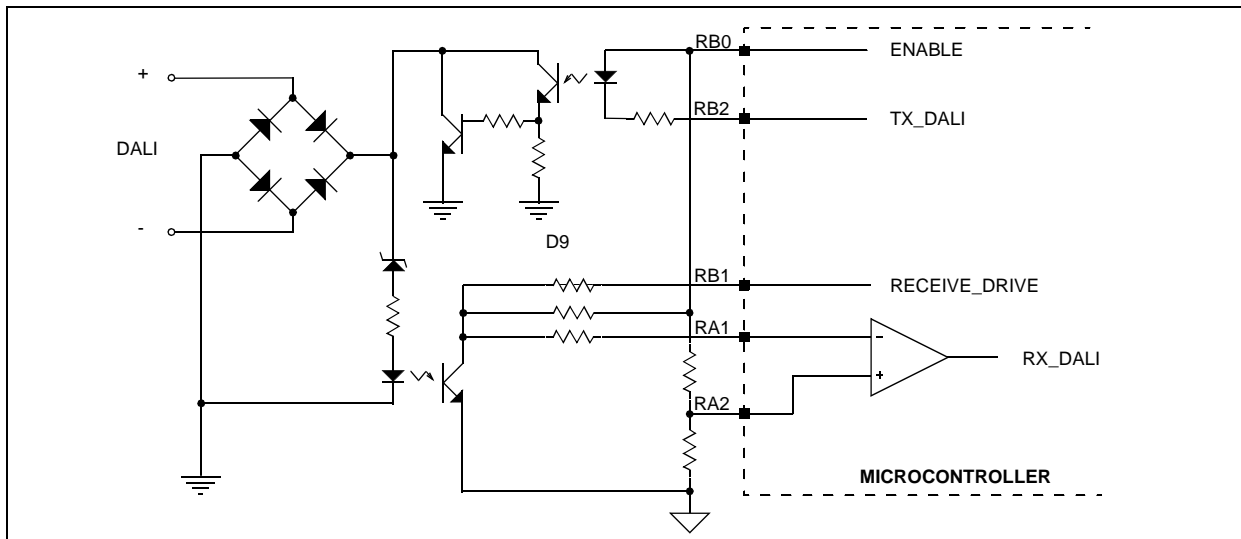 RB0
ENABLE
+
RB2
TX_DALI
DALI
-
D9
RB1
RECEIVE_DRIVE
RA1
-
RX_DALI
+
RA2
MICROCONTROLLER